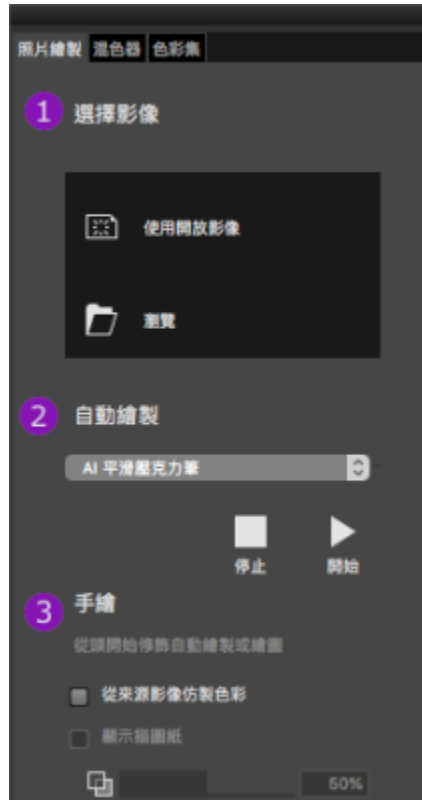 照片繪製 混色器 色彩集
1 選擇影像
使用開放影像
瀏覽
2 自動繪製
AI 平滑壓克力筆
停止 開始
3 手繪
從頭開始修飾自動繪製或繪圖
從來源影像仿製色彩
顯示描圖紙
50%